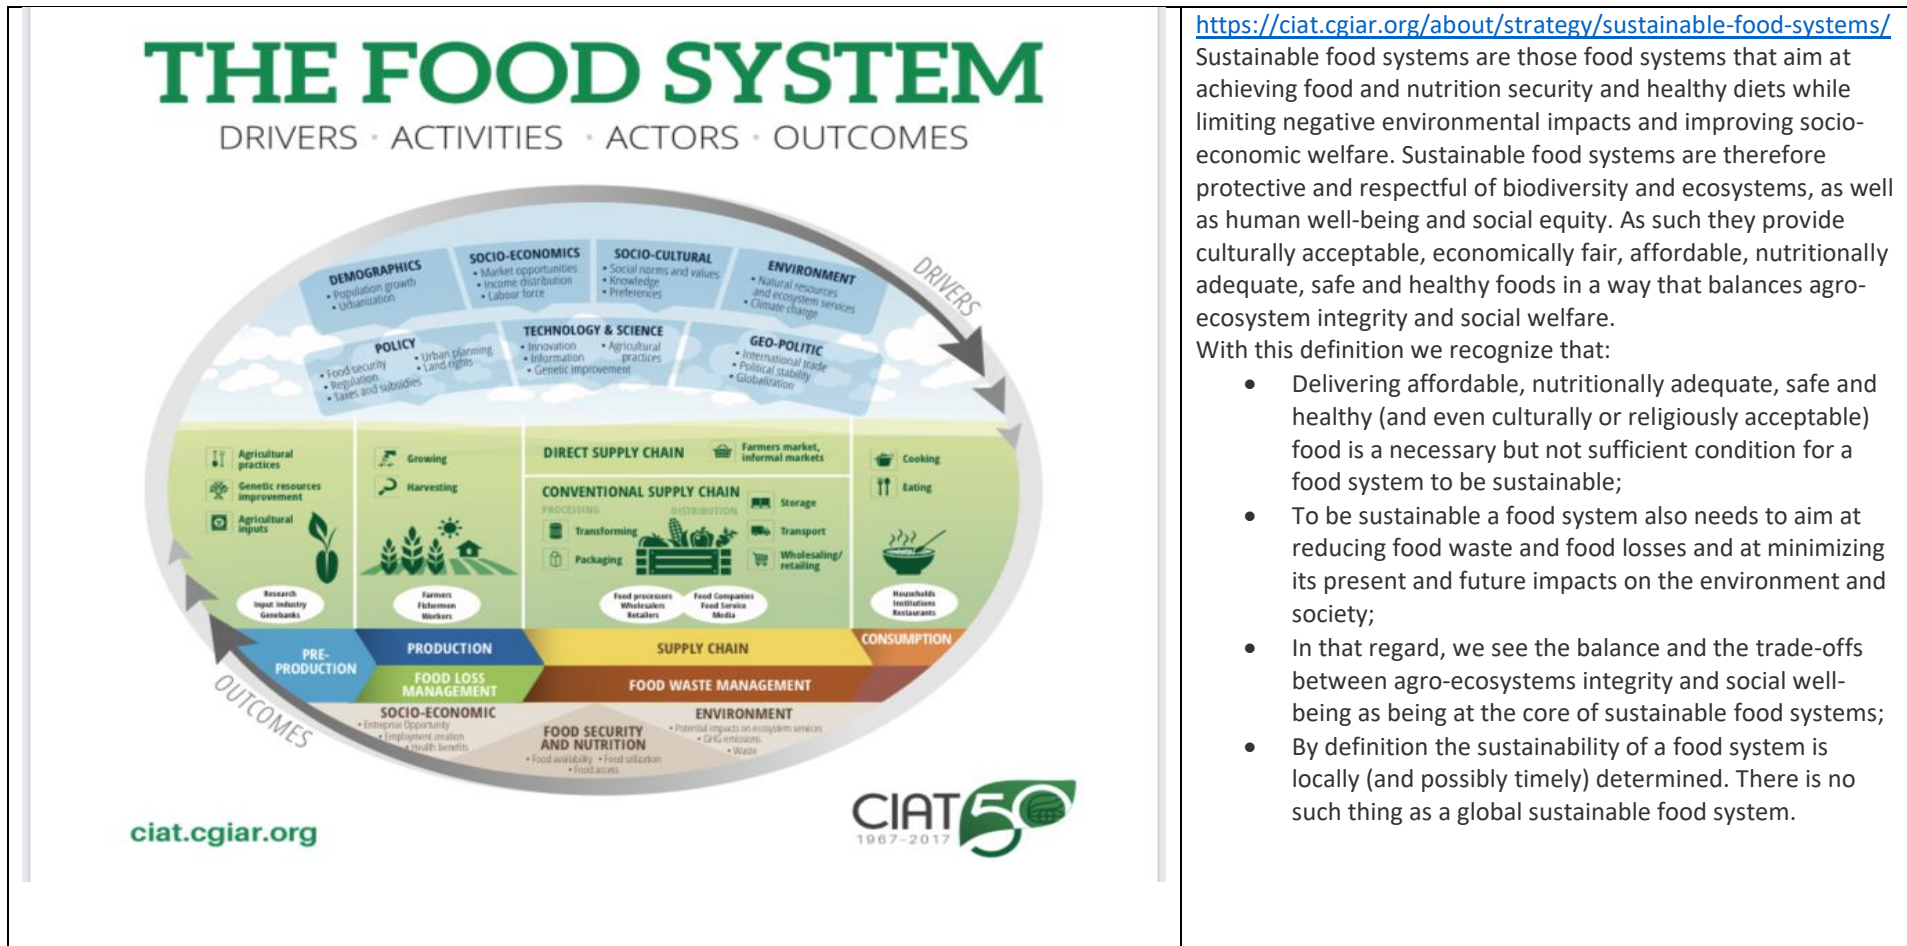 THE FOOD SYSTEM
DRIVERS · ACTIVITIES · ACTORS · OUTCOMES
DRIVERS
DEMOGRAPHICS
• Population growth
• Urbanization
SOCIO-ECONOMICS
• Market opportunities
• Income distribution
• Labour force
SOCIO-CULTURAL
• Social norms and values
• Knowledge
• Preferences
ENVIRONMENT
• Natural resources
and ecosystem services
• Climate change
POLICY
• Food security
• Regulation
• Taxes and subsidies
• Urban planning
• Land rights
TECHNOLOGY & SCIENCE
• Innovation
• Information
• Genetic improvement
• Agricultural
practices
GEO-POLITIC
• International trade
• Political stability
• Globalization
Agricultural
practices
Genetic resources
improvement
Agricultural
inputs
Growing
Harvesting
DIRECT SUPPLY CHAIN
Farmers market,
informal markets
CONVENTIONAL SUPPLY CHAIN
PROCESSING
DISTRIBUTION
Transforming
Packaging
Storage
Transport
Wholesaling/
retailing
Cooking
Eating
Research
Input Industry
Genebanks
Farmers
Fishermen
Workers
Food processors
Wholesalers
Retailers
Food Companies
Food Service
Media
Households
Institutions
Restaurants
PRE-
PRODUCTION
PRODUCTION
SUPPLY CHAIN
CONSUMPTION
FOOD LOSS
MANAGEMENT
FOOD WASTE MANAGEMENT
OUTCOMES
SOCIO-ECONOMIC
• Entreprise Opportunity
• Employment creation
• Health benefits
FOOD SECURITY
AND NUTRITION
• Food availability • Food utilization
• Food access
ENVIRONMENT
• Potential impacts on ecosystem services
• GHG emissions
• Waste
ciat.cgiar.org
CIAT 50
1967-2017
https://ciat.cgiar.org/about/strategy/sustainable-food-systems/
Sustainable food systems are those food systems that aim at
achieving food and nutrition security and healthy diets while
limiting negative environmental impacts and improving socio-
economic welfare. Sustainable food systems are therefore
protective and respectful of biodiversity and ecosystems, as well
as human well-being and social equity. As such they provide
culturally acceptable, economically fair, affordable, nutritionally
adequate, safe and healthy foods in a way that balances agro-
ecosystem integrity and social welfare.
With this definition we recognize that:
• Delivering affordable, nutritionally adequate, safe and
healthy (and even culturally or religiously acceptable)
food is a necessary but not sufficient condition for a
food system to be sustainable;
• To be sustainable a food system also needs to aim at
reducing food waste and food losses and at minimizing
its present and future impacts on the environment and
society;
• In that regard, we see the balance and the trade-offs
between agro-ecosystems integrity and social well-
being as being at the core of sustainable food systems;
• By definition the sustainability of a food system is
locally (and possibly timely) determined. There is no
such thing as a global sustainable food system.